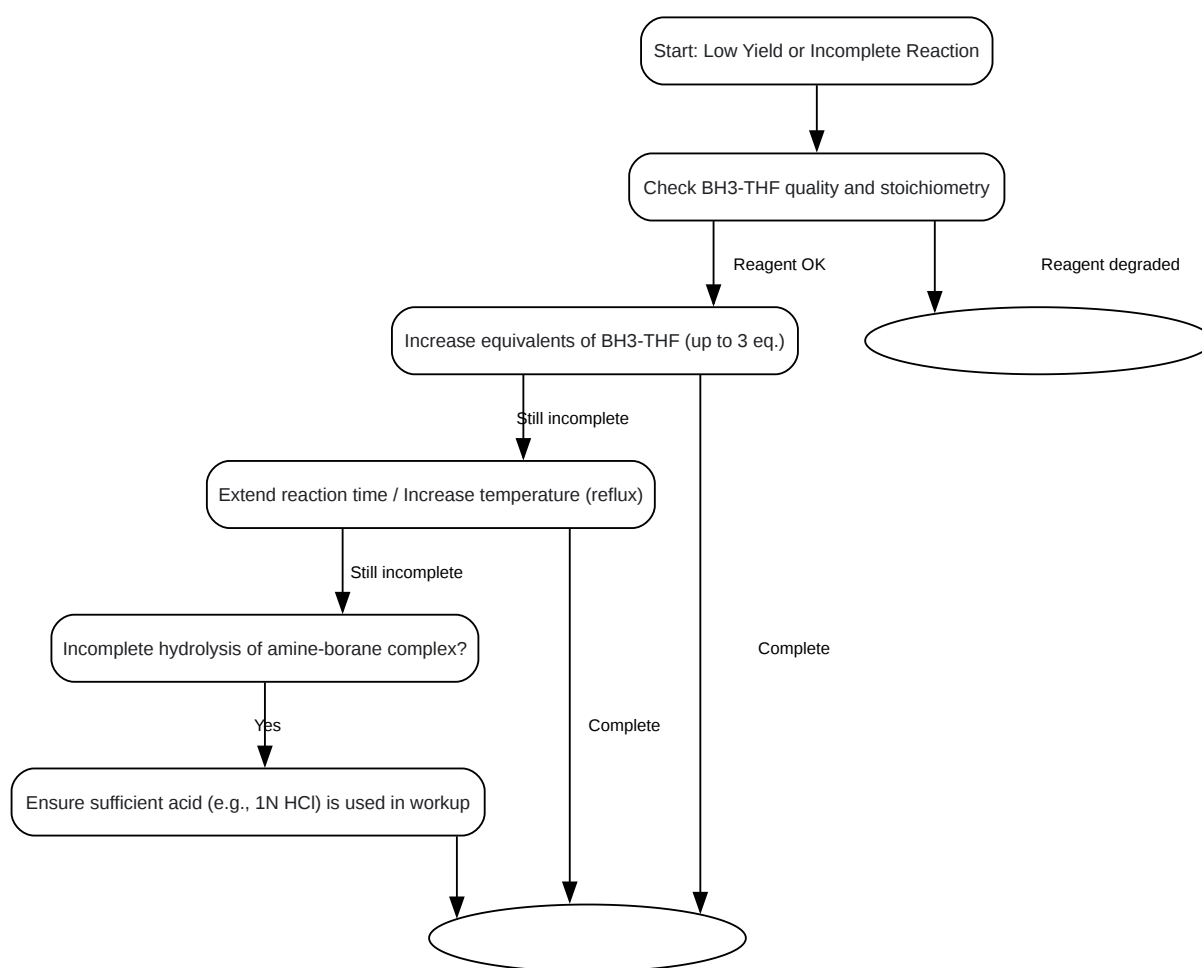 Start: Low Yield or Incomplete Reaction
Check BH3-THF quality and stoichiometry
Reagent OK
Reagent degraded
Increase equivalents of BH3-THF (up to 3 eq.)
Still incomplete
Extend reaction time / Increase temperature (reflux)
Still incomplete
Incomplete hydrolysis of amine-borane complex?
Complete
Yes
Complete
Ensure sufficient acid (e.g., 1N HCl) is used in workup